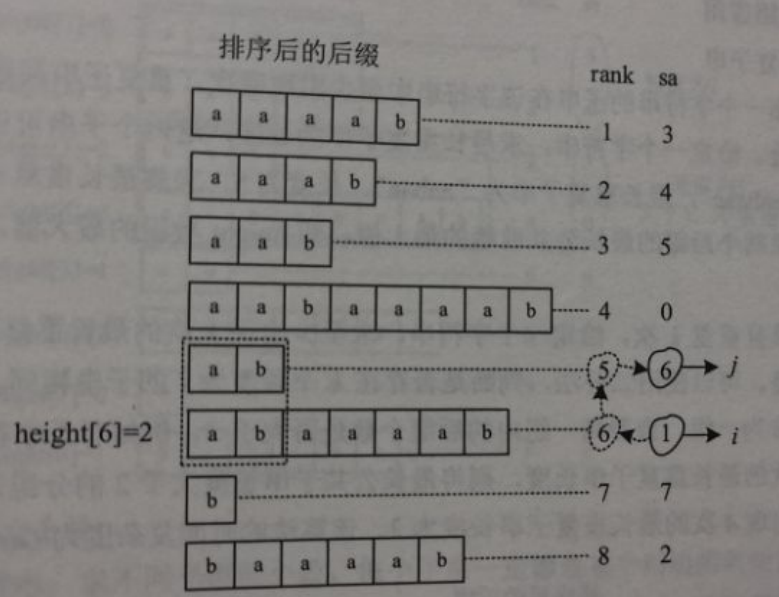 排序后的后缀
rank sa
a a a a b 1 3
a a a b 2 4
a a b 3 5
a a b a a a a b 4 0
a b 5 6 j
height[6]=2 a b a a a a b 6 1 i
b 7 7
b a a a a b 8 2